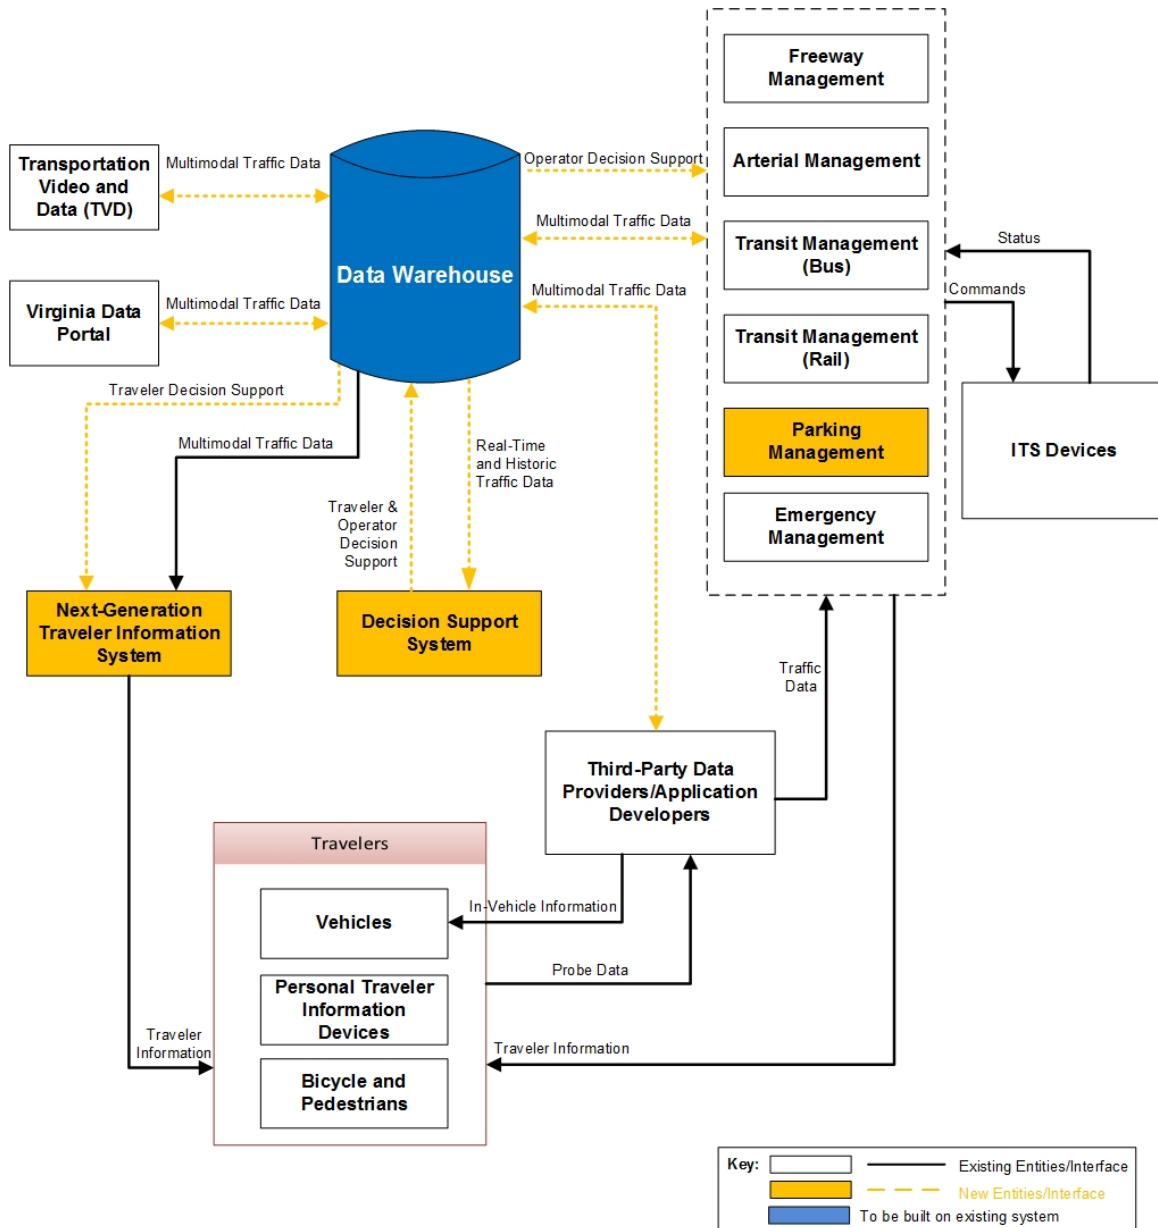 Freeway
Management
Arterial Management
Transit Management
(Bus)
Transit Management
(Rail)
Parking
Management
Emergency
Management
Transportation
Video and
Data (TVD)
Multimodal Traffic Data
Operator Decision Support
Multimodal Traffic Data
Data Warehouse
Status
Commands
Virginia Data
Portal
Multimodal Traffic Data
Multimodal Traffic Data
ITS Devices
Traveler Decision Support
Multimodal Traffic Data
Real-Time
and Historic
Traffic Data
Traveler &
Operator
Decision
Support
Next-Generation
Traveler Information
System
Decision Support
System
Traffic
Data
Third-Party Data
Providers/Application
Developers
Travelers
Vehicles
In-Vehicle Information
Personal Traveler
Information
Devices
Probe Data
Traveler
Information
Traveler Information
Bicycle and
Pedestrians
Key:
Existing Entities/Interface
New Entities/Interface
To be built on existing system